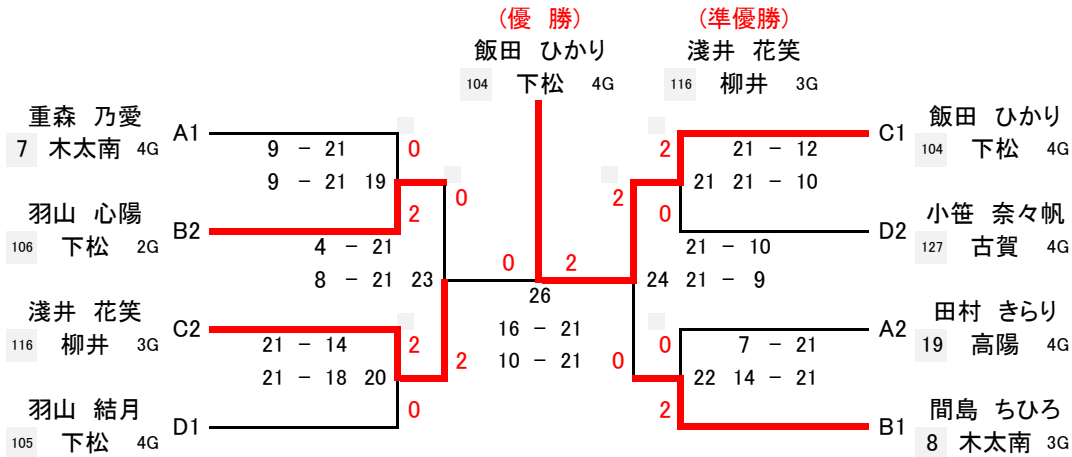 (優 勝) (準優勝)
飯田 ひかり 淺井 花笑
104 下松 4G 116 柳井 3G
重森 乃愛 A1 C1 飯田 ひかり
7 木太南 4G 9 - 21 0 2 21 - 12 104 下松 4G
9 - 21 19 0 2 21 21 - 10
羽山 心陽 B2 2 0 D2 小笹 奈々帆
106 下松 2G 4 - 21 21 - 10 127 古賀 4G
8 - 21 23 0 2 24 21 - 9
26
淺井 花笑 C2 16 - 21 A2 田村 きらり
116 柳井 3G 21 - 14 2 0 7 - 21 19 高陽 4G
21 - 18 20 2 10 - 21 0 22 14 - 21
羽山 結月 D1 0 2 B1 間島 ちひろ
105 下松 4G 8 木太南 3G